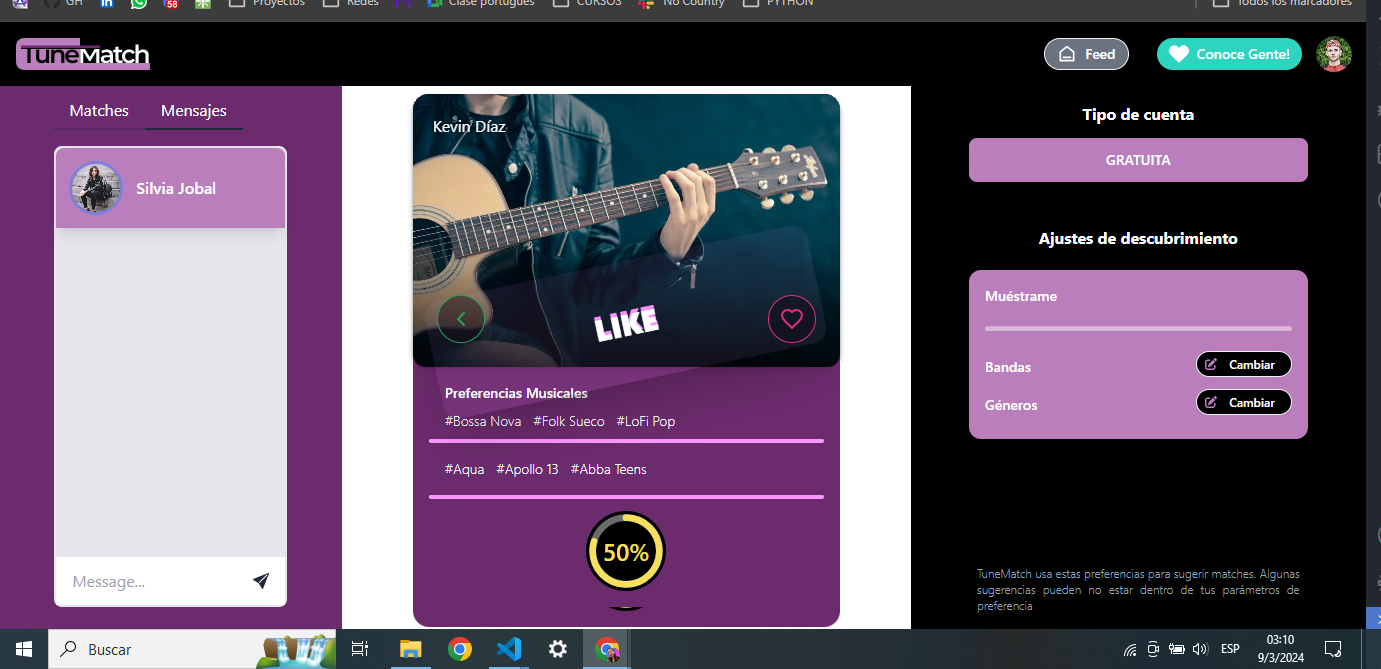 GH
58
Proyectos
Redes
Clase portugues
CURSOS
No Country
PYTHON
Todos los marcadores
TuneMatch
Feed
Conoce Gente!
Matches
Mensajes
Silvia Jobal
Message...
Kevin Díaz
LIKE
Preferencias Musicales
#Bossa Nova #Folk Sueco #LoFi Pop
#Aqua #Apollo 13 #Abba Teens
50%
Tipo de cuenta
GRATUITA
Ajustes de descubrimiento
Muéstrame
Bandas
Cambiar
Géneros
Cambiar
TuneMatch usa estas preferencias para sugerir matches. Algunas
sugerencias pueden no estar dentro de tus parámetros de
preferencia
Buscar
ESP
03:10
9/3/2024